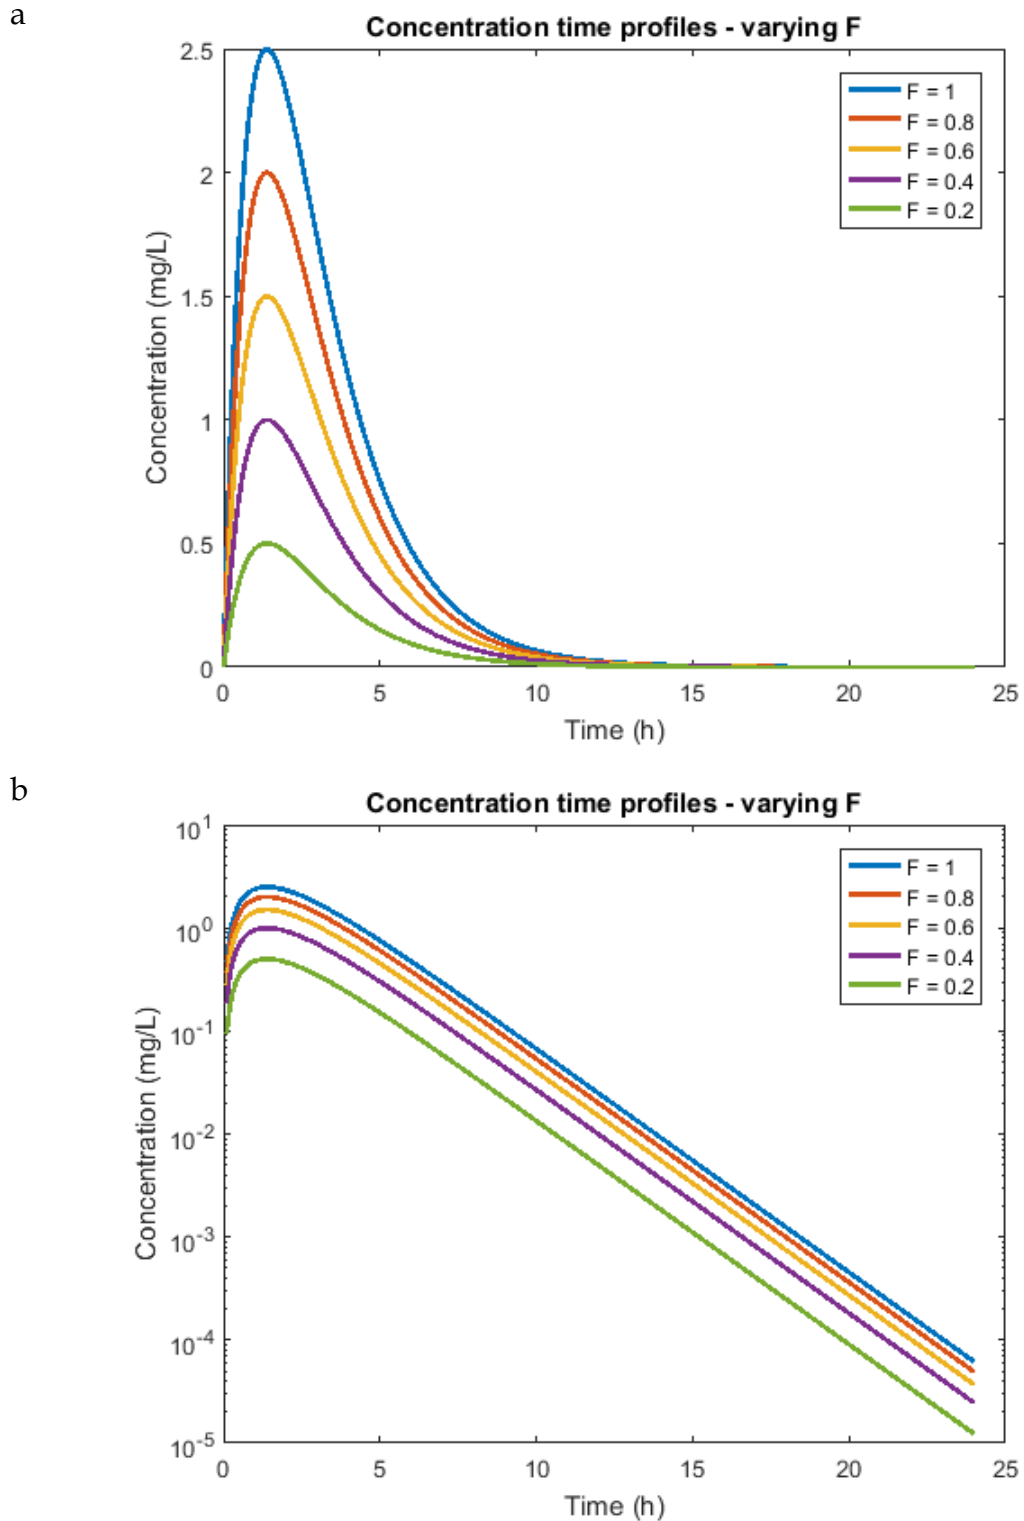 a
Concentration time profiles - varying F
2.5
2
1.5
1
0.5
0
Concentration (mg/L)
F = 1
F = 0.8
F = 0.6
F = 0.4
F = 0.2
0 5 10 15 20 25
Time (h)
b
Concentration time profiles - varying F
10^1
10^0
10^-1
10^-2
10^-3
10^-4
10^-5
Concentration (mg/L)
F = 1
F = 0.8
F = 0.6
F = 0.4
F = 0.2
0 5 10 15 20 25
Time (h)